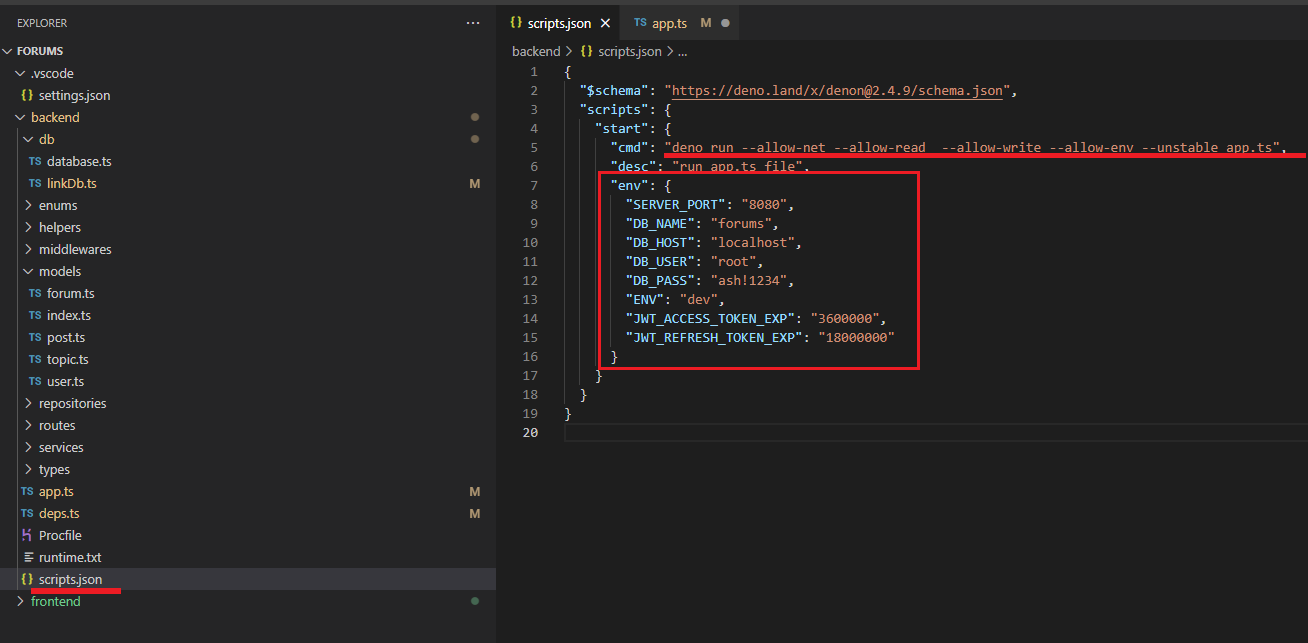 EXPLORER
...
FORUMS
.vscode
{} settings.json
backend
db
TS database.ts
TS linkDb.ts M
enums
helpers
middlewares
models
TS forum.ts
TS index.ts
TS post.ts
TS topic.ts
TS user.ts
repositories
routes
services
types
TS app.ts M
TS deps.ts M
Procfile
runtime.txt
{} scripts.json
frontend
{} scripts.json TS app.ts M
backend > {} scripts.json > ...
1 {
2 "$schema": "https://deno.land/x/denon@2.4.9/schema.json",
3 "scripts": {
4 "start": {
5 "cmd": "deno run --allow-net --allow-read  --allow-write --allow-env --unstable app.ts",
6 "desc": "run app.ts file",
7 "env": {
8 "SERVER_PORT": "8080",
9 "DB_NAME": "forums",
10 "DB_HOST": "localhost",
11 "DB_USER": "root",
12 "DB_PASS": "ash!1234",
13 "ENV": "dev",
14 "JWT_ACCESS_TOKEN_EXP": "3600000",
15 "JWT_REFRESH_TOKEN_EXP": "18000000"
16 }
17 }
18 }
19 }
20